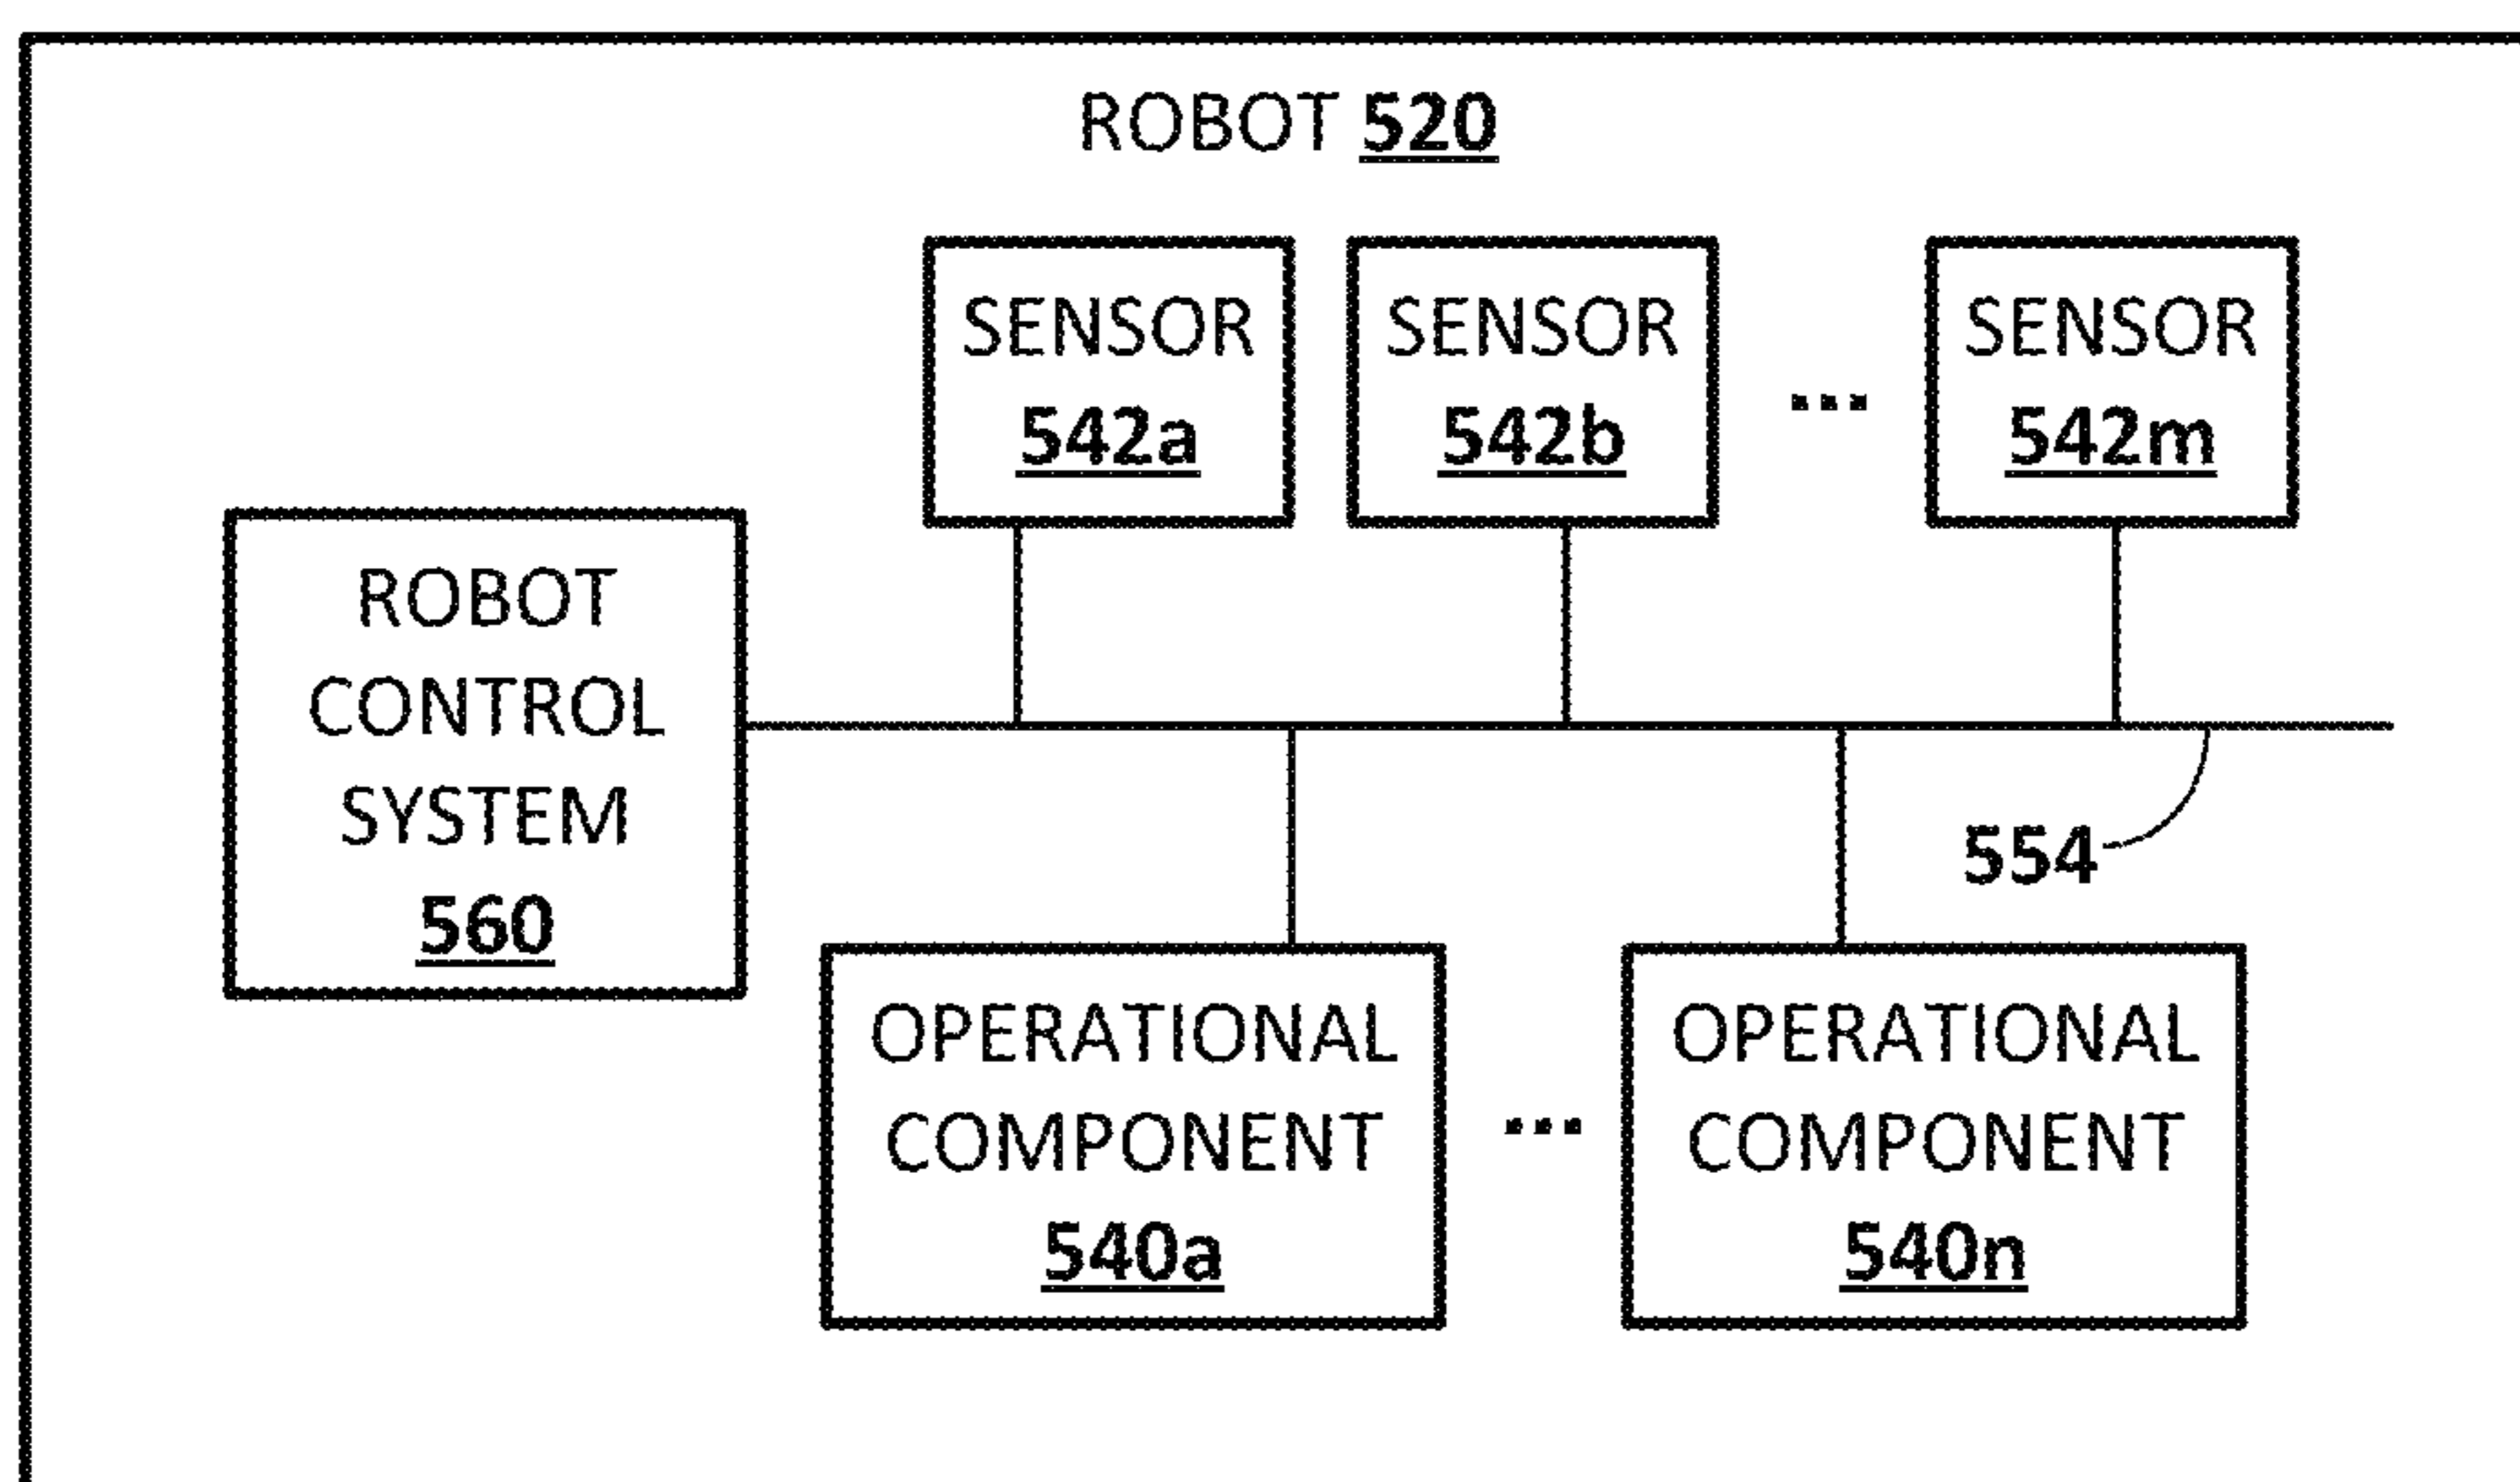 ROBOT 520
SENSOR
542a
SENSOR
542b
...
SENSOR
542m
ROBOT
CONTROL
SYSTEM
560
554
OPERATIONAL
COMPONENT
540a
...
OPERATIONAL
COMPONENT
540n